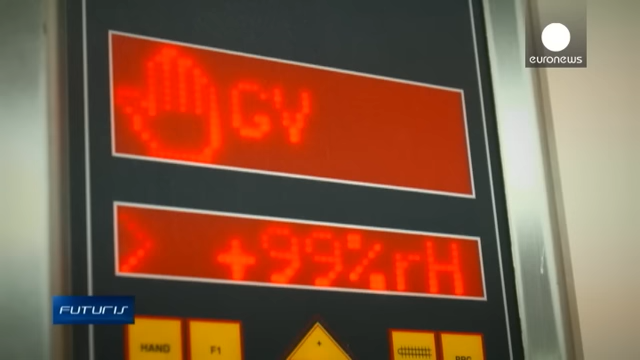 euronews
GV
> +99%rH
FUTURIS
HAND F1 +